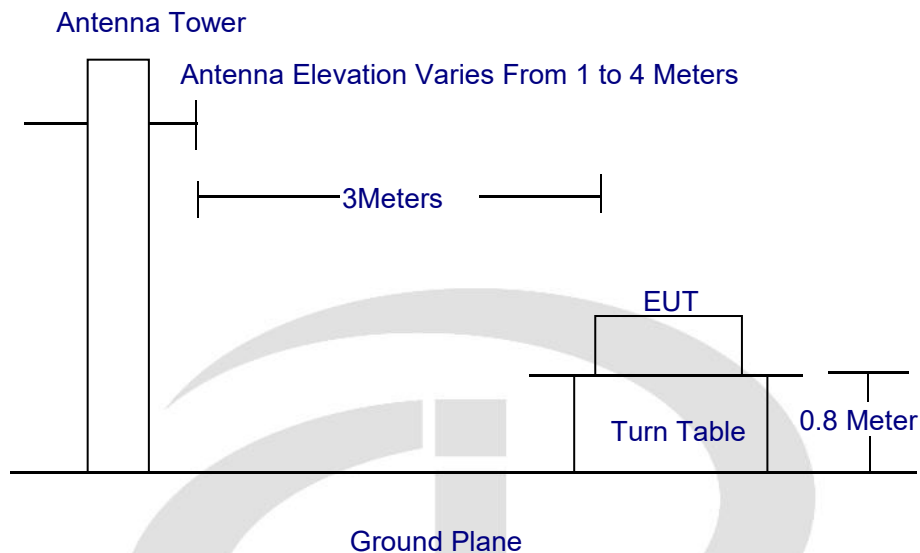 Antenna Tower
Antenna Elevation Varies From 1 to 4 Meters
3Meters
EUT
Turn Table
0.8 Meter
Ground Plane